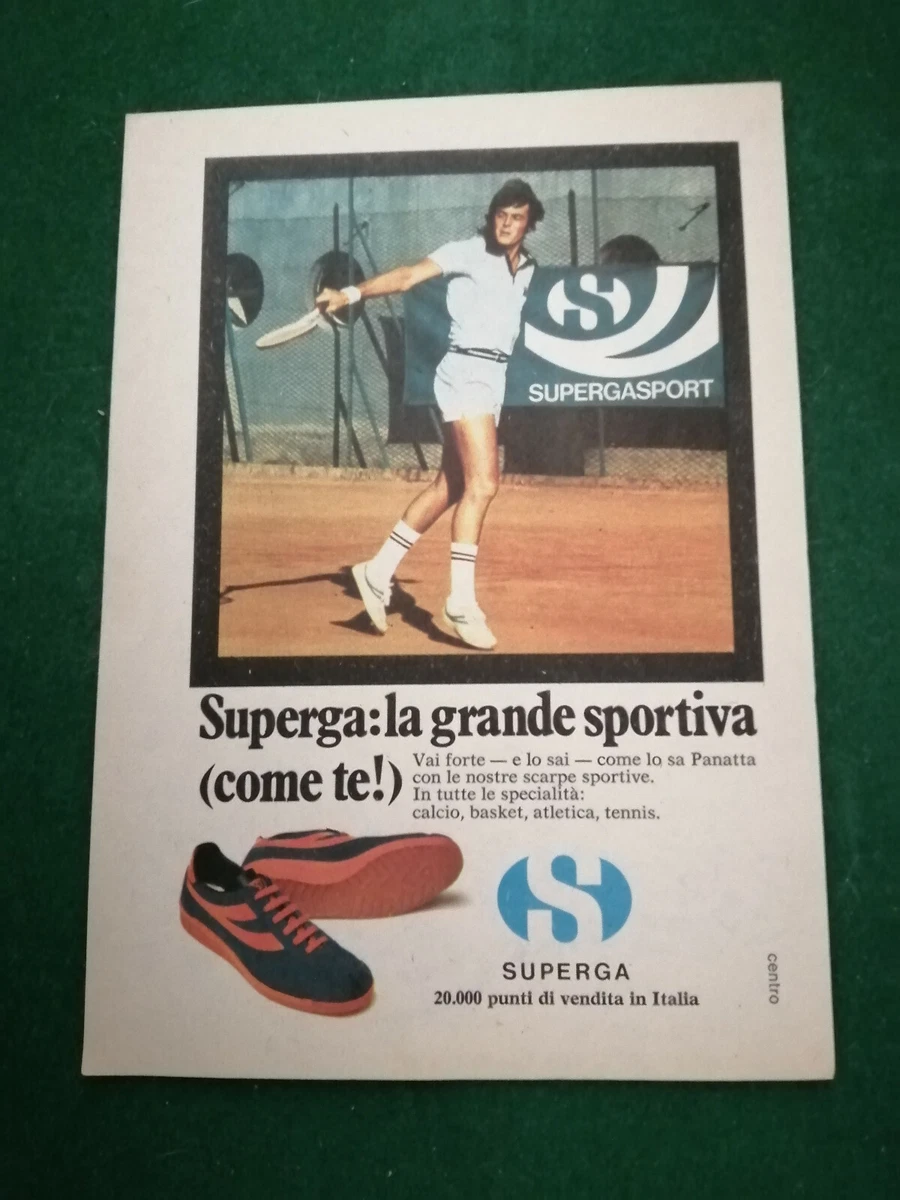 SUPERGASPORT
Superga: la grande sportiva
(come te!)
Vai forte — e lo sai — come lo sa Panatta
con le nostre scarpe sportive.
In tutte le specialità:
calcio, basket, atletica, tennis.
S
SUPERGA
20.000 punti di vendita in Italia
centro